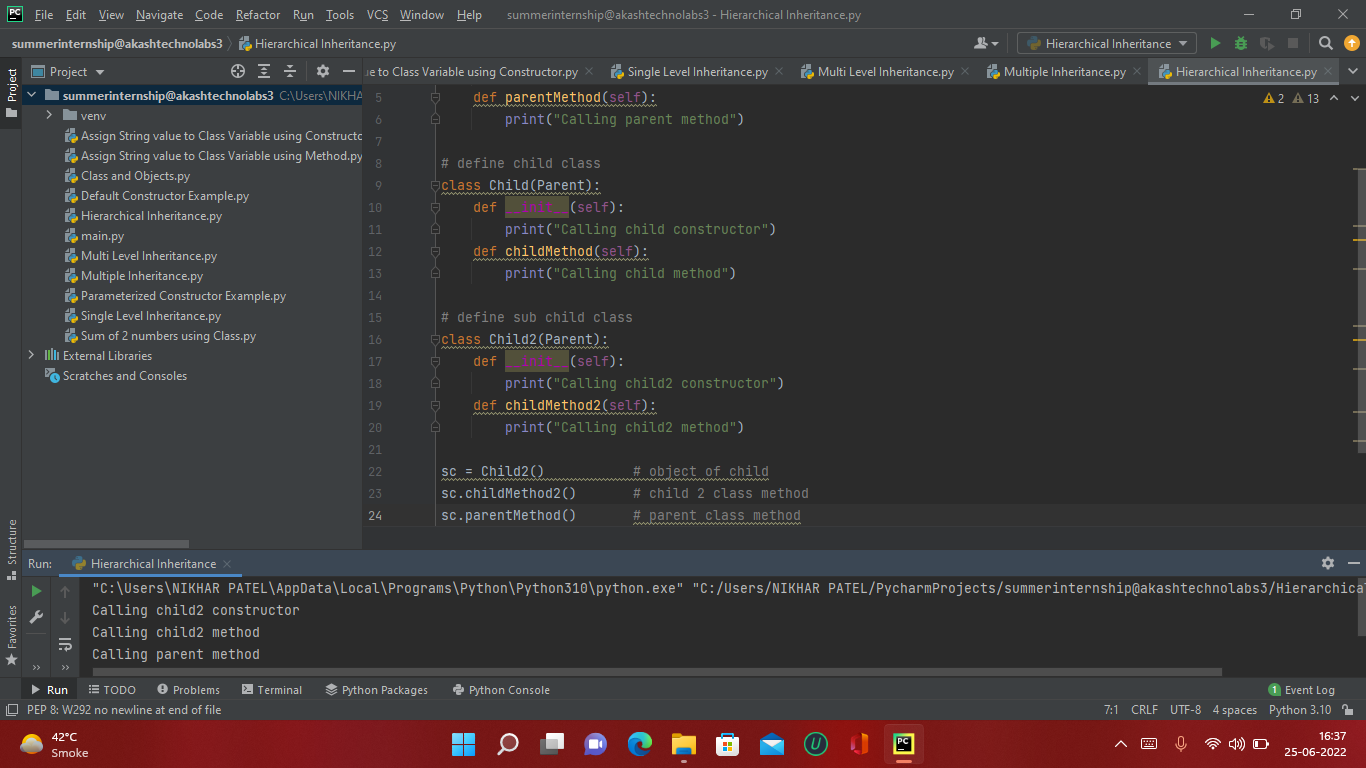 PC File Edit View Navigate Code Refactor Run Tools VCS Window Help summerinternship@akashtechnolabs3 - Hierarchical Inheritance.py
summerinternship@akashtechnolabs3 Hierarchical Inheritance.py Hierarchical Inheritance
Project ue to Class Variable using Constructor.py Single Level Inheritance.py Multi Level Inheritance.py Multiple Inheritance.py Hierarchical Inheritance.py
Project
summerinternship@akashtechnolabs3 C:\Users\NIKHA
venv
Assign String value to Class Variable using Constructo
Assign String value to Class Variable using Method.py
Class and Objects.py
Default Constructor Example.py
Hierarchical Inheritance.py
main.py
Multi Level Inheritance.py
Multiple Inheritance.py
Parameterized Constructor Example.py
Single Level Inheritance.py
Sum of 2 numbers using Class.py
External Libraries
Scratches and Consoles
2 13
5 def parentMethod(self):
6 print("Calling parent method")
7
8 # define child class
9 class Child(Parent):
10 def __init__(self):
11 print("Calling child constructor")
12 def childMethod(self):
13 print("Calling child method")
14
15 # define sub child class
16 class Child2(Parent):
17 def __init__(self):
18 print("Calling child2 constructor")
19 def childMethod2(self):
20 print("Calling child2 method")
21
22 sc = Child2() # object of child
23 sc.childMethod2() # child 2 class method
24 sc.parentMethod() # parent class method
Structure
Favorites
Run: Hierarchical Inheritance
"C:\Users\NIKHAR PATEL\AppData\Local\Programs\Python\Python310\python.exe" "C:/Users/NIKHAR PATEL/PycharmProjects/summerinternship@akashtechnolabs3/Hierarchica
Calling child2 constructor
Calling child2 method
Calling parent method
Run TODO Problems Terminal Python Packages Python Console 1 Event Log
PEP 8: W292 no newline at end of file 7:1 CRLF UTF-8 4 spaces Python 3.10
42°C
Smoke
PC
16:37
25-06-2022